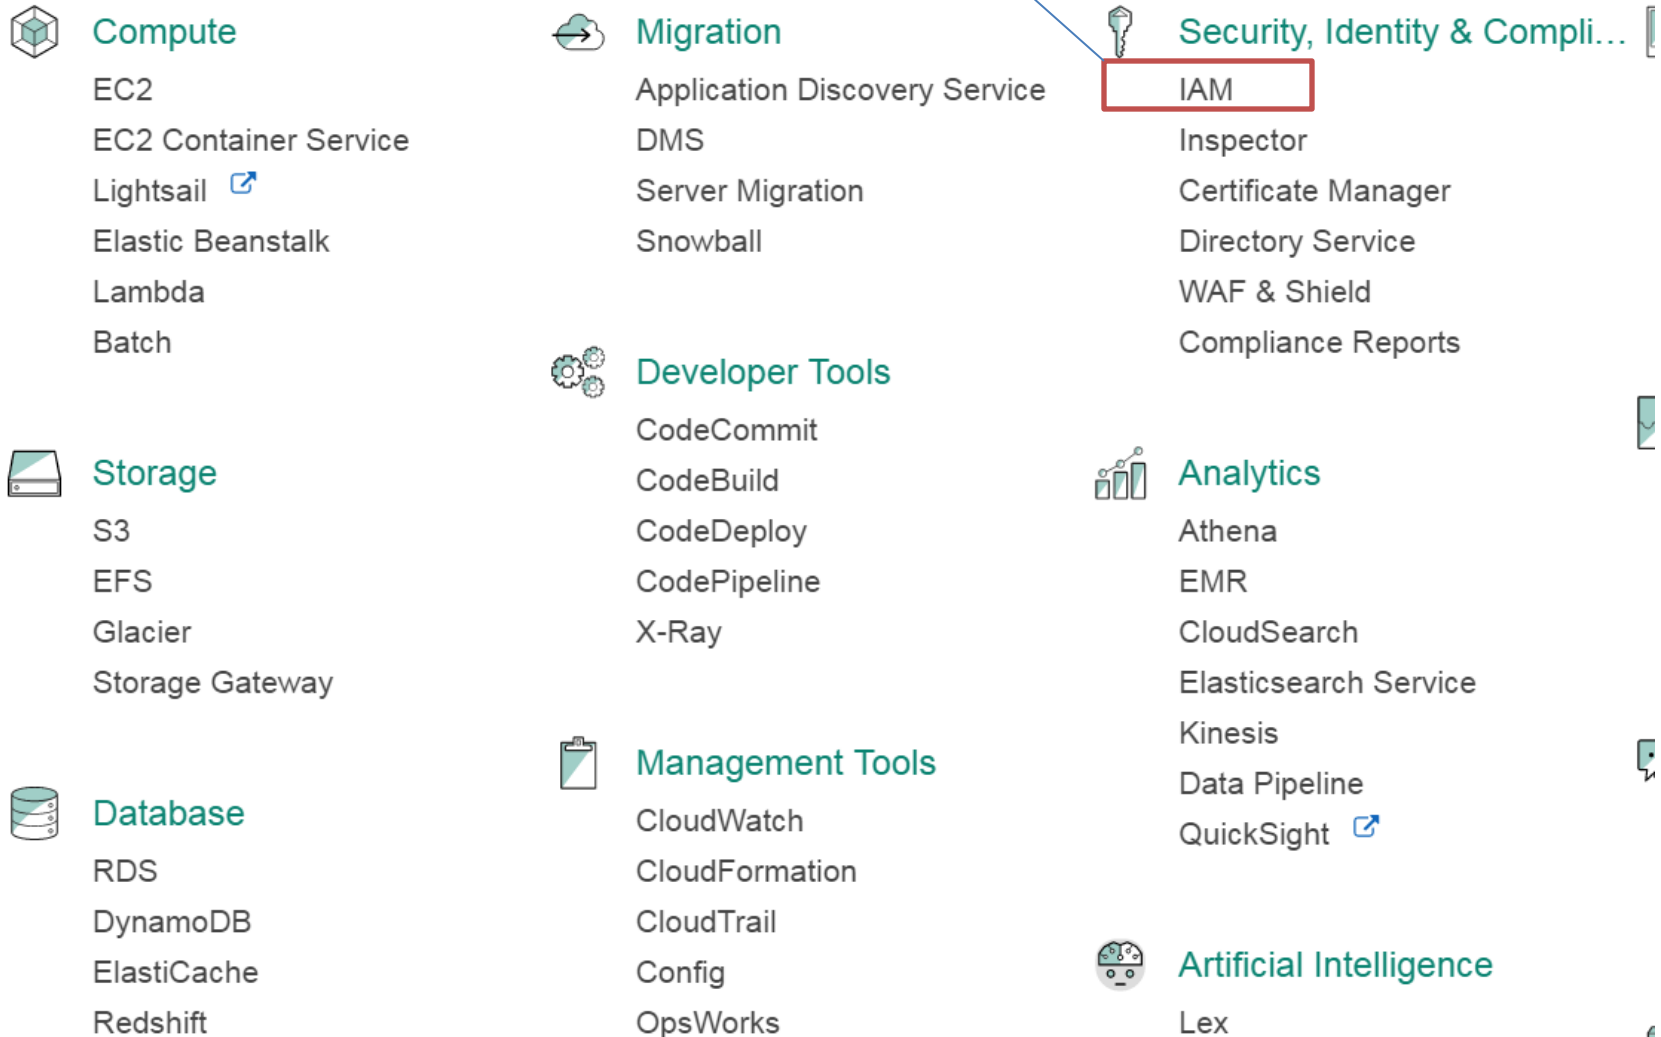 Compute
EC2
EC2 Container Service
Lightsail
Elastic Beanstalk
Lambda
Batch
Storage
S3
EFS
Glacier
Storage Gateway
Database
RDS
DynamoDB
ElastiCache
Redshift
Migration
Application Discovery Service
DMS
Server Migration
Snowball
Developer Tools
CodeCommit
CodeBuild
CodeDeploy
CodePipeline
X-Ray
Management Tools
CloudWatch
CloudFormation
CloudTrail
Config
OpsWorks
Security, Identity & Compli...
IAM
Inspector
Certificate Manager
Directory Service
WAF & Shield
Compliance Reports
Analytics
Athena
EMR
CloudSearch
Elasticsearch Service
Kinesis
Data Pipeline
QuickSight
Artificial Intelligence
Lex